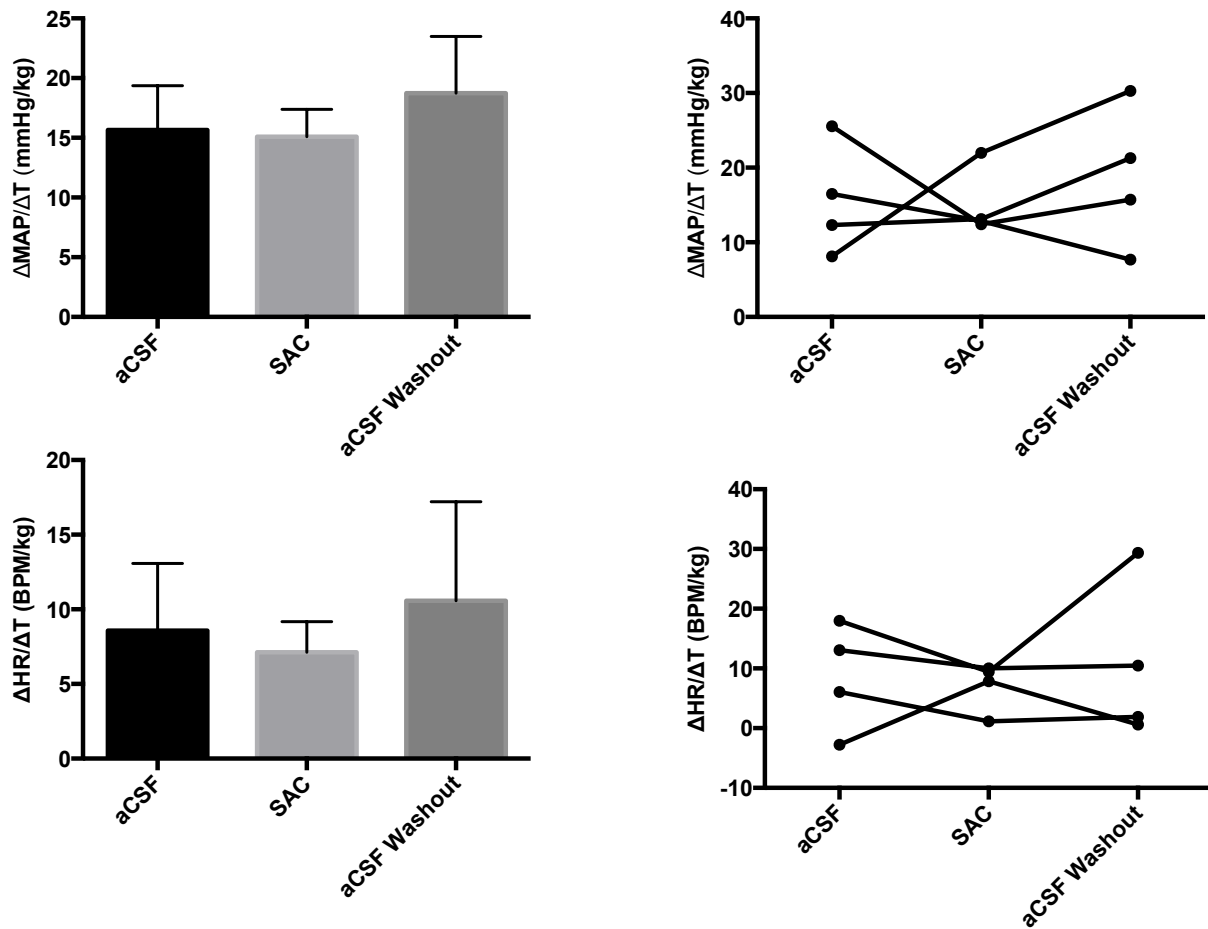 25
20
15
10
5
0
ΔMAP/ΔT (mmHg/kg)
aCSF
SAC
aCSF Washout
40
30
20
10
0
ΔMAP/ΔT (mmHg/kg)
aCSF
SAC
aCSF Washout
20
15
10
5
0
ΔHR/ΔT (BPM/kg)
aCSF
SAC
aCSF Washout
40
30
20
10
0
-10
ΔHR/ΔT (BPM/kg)
aCSF
SAC
aCSF Washout